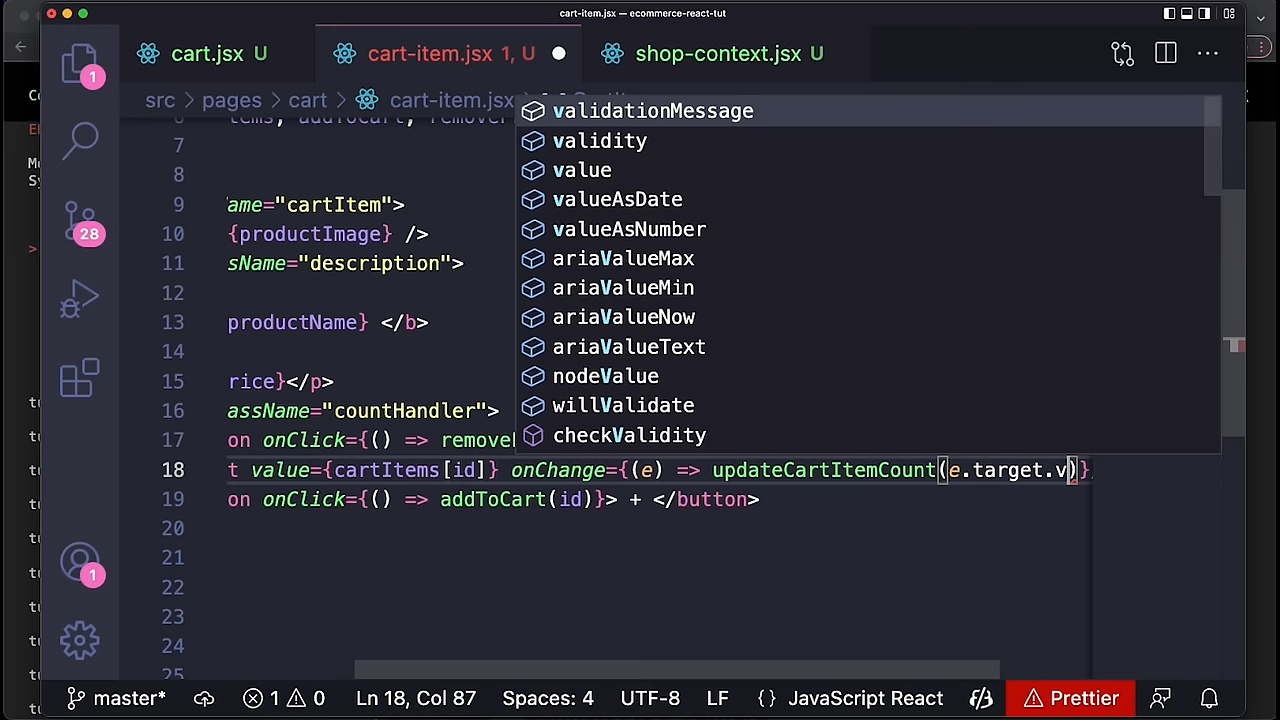 cart-item.jsx — ecommerce-react-tut
cart.jsx U
cart-item.jsx 1, U
shop-context.jsx U
src > pages > cart > cart-item.jsx
7
8
9 ame="cartItem">
10 {productImage} />
11 sName="description">
12
13 productName} </b>
14
15 rice}</p>
16 assName="countHandler">
17 on onClick={() => remove
18 t value={cartItems[id]} onChange={(e) => updateCartItemCount(e.target.v)}
19 on onClick={() => addToCart(id)}> + </button>
20
21
22
23
24
25
validationMessage
validity
value
valueAsDate
valueAsNumber
ariaValueMax
ariaValueMin
ariaValueNow
ariaValueText
nodeValue
willValidate
checkValidity
1
28
1
master* 1 0 Ln 18, Col 87 Spaces: 4 UTF-8 LF {} JavaScript React Prettier